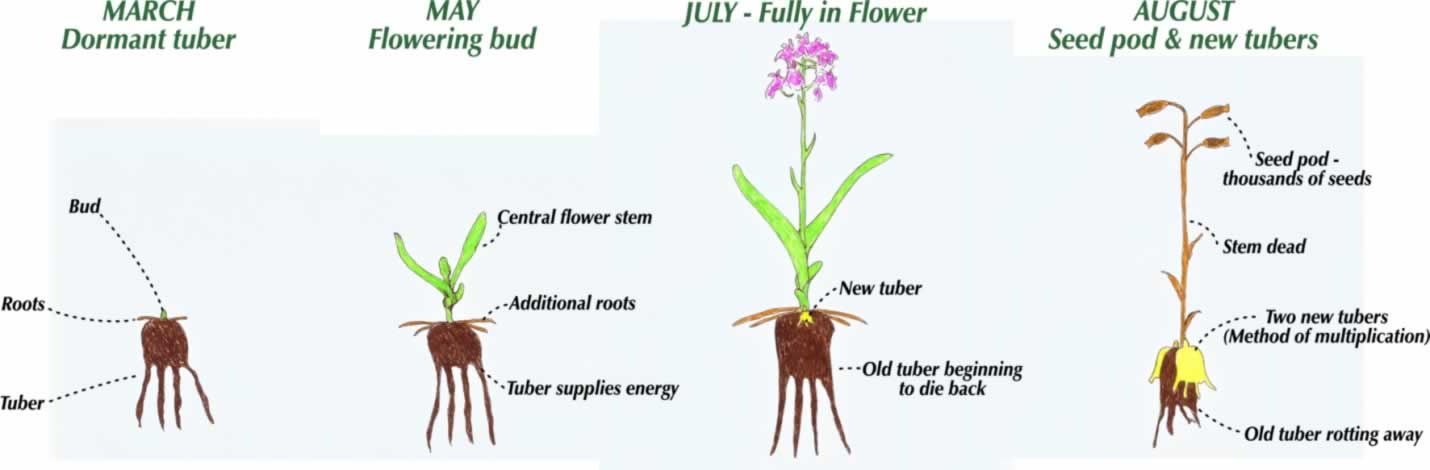 MARCH
Dormant tuber
Bud
Roots
Tuber
MAY
Flowering bud
Central flower stem
Additional roots
Tuber supplies energy
JULY - Fully in Flower
New tuber
Old tuber beginning
to die back
AUGUST
Seed pod & new tubers
Seed pod -
thousands of seeds
Stem dead
Two new tubers
(Method of multiplication)
Old tuber rotting away